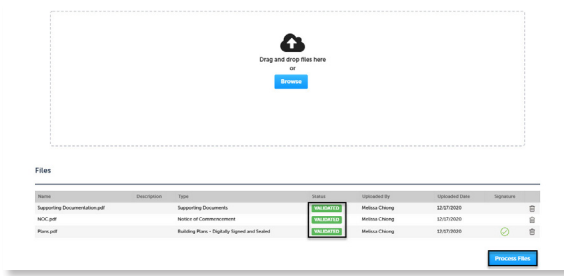 Drag and drop files here
or
Browse
Files
Name Description Type Status Uploaded By Uploaded Date Signature
Supporting Documentation.pdf Supporting Documents VALIDATED Melissa Chiong 12/17/2020
NOC.pdf Notice of Commencement VALIDATED Melissa Chiong 12/17/2020
Plans.pdf Building Plans - Digitally Signed and Sealed VALIDATED Melissa Chiong 12/17/2020
Process Files